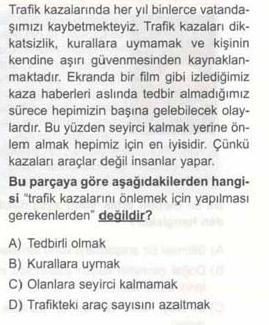 Trafik kazalarında her yıl binlerce vatanda-
şımızı kaybetmekteyiz. Trafik kazaları dik-
katsizlik, kurallara uymamak ve kişinin
kendine aşırı güvenmesinden kaynaklan-
maktadır. Ekranda bir film gibi izlediğimiz
kaza haberleri aslında tedbir almadığımız
sürece hepimizin başına gelebilecek olay-
lardır. Bu yüzden seyirci kalmak yerine ön-
lem almak hepimiz için en iyisidir. Çünkü
kazaları araçlar değil insanlar yapar.
Bu parçaya göre aşağıdakilerden hangi-
si "trafik kazalarını önlemek için yapılması
gerekenlerden" değildir?
A) Tedbirli olmak
B) Kurallara uymak
C) Olanlara seyirci kalmamak
D) Trafikteki araç sayısını azaltmak